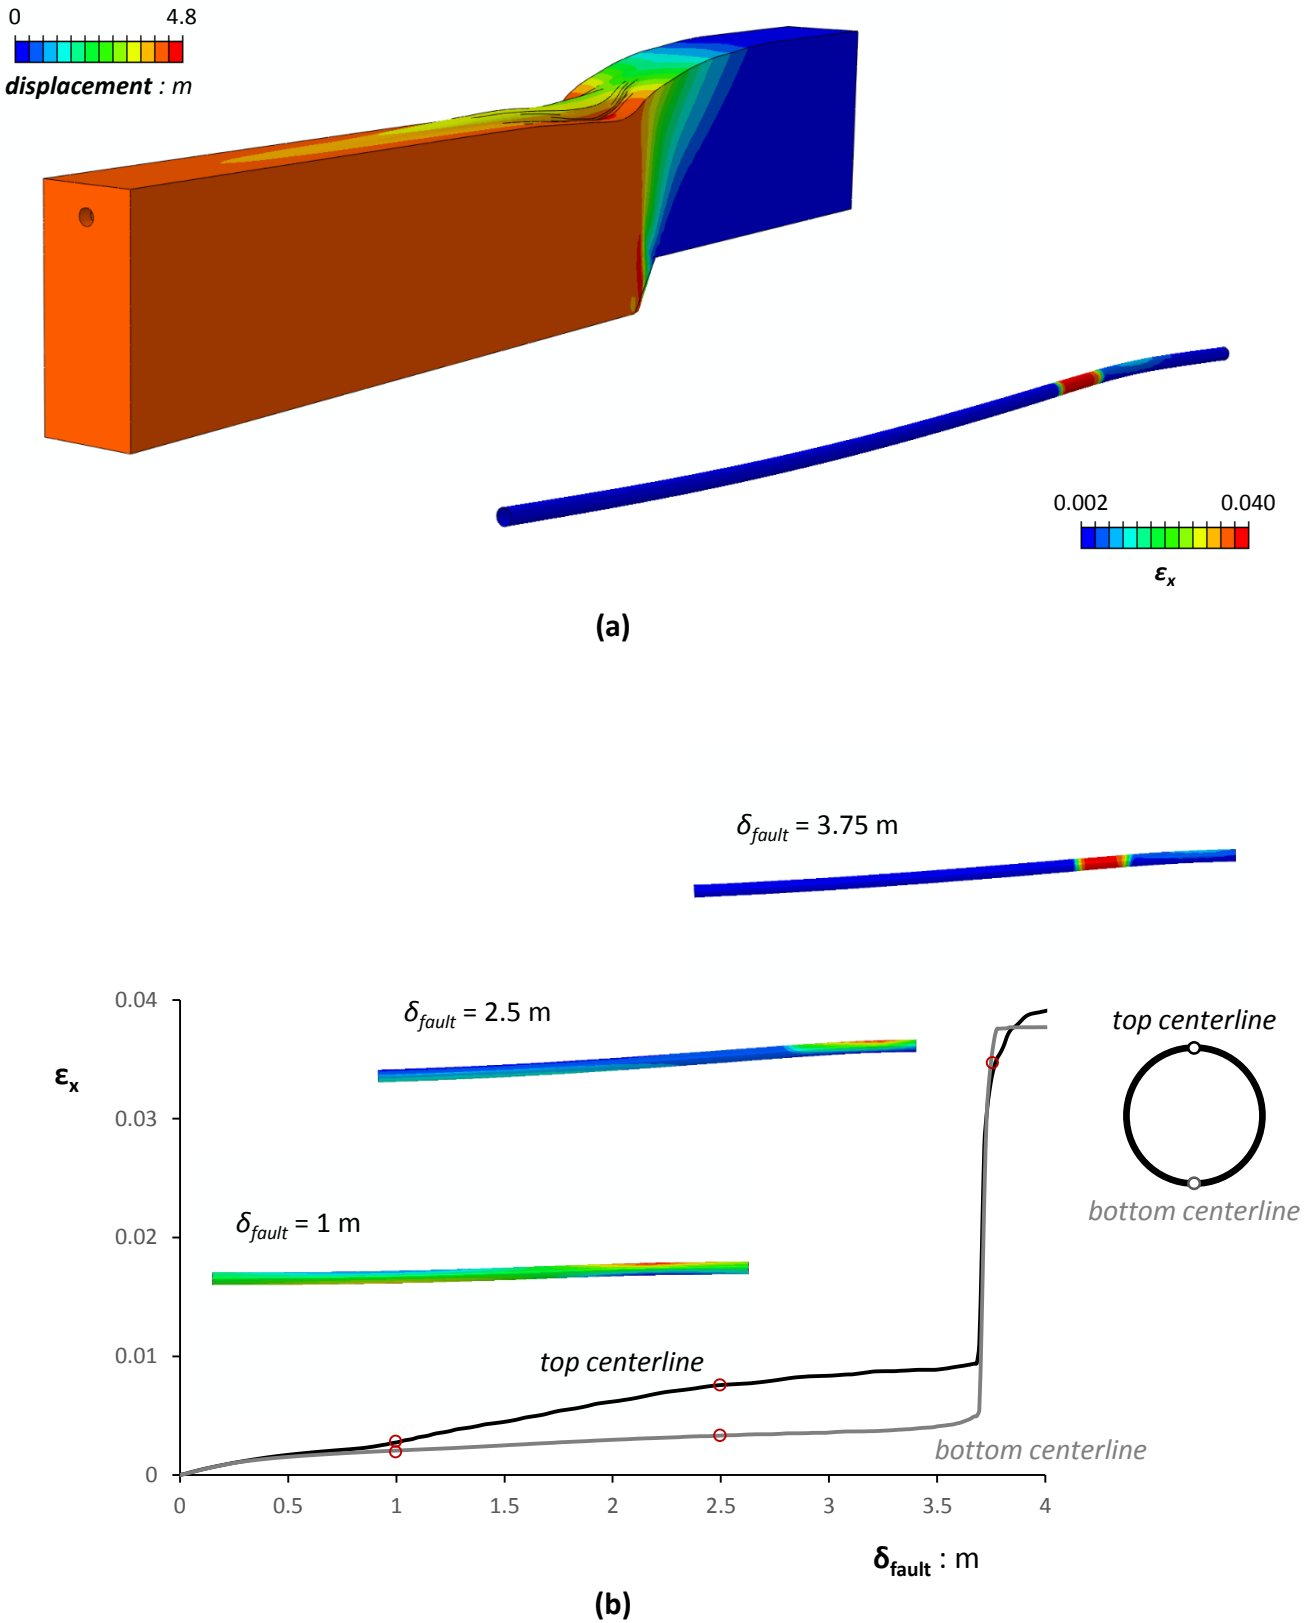 0 4.8
displacement : m
0.002 0.040
εx
(a)
δfault = 3.75 m
0.04
δfault = 2.5 m
top centerline
εx
0.03
bottom centerline
0.02
δfault = 1 m
0.01
top centerline
bottom centerline
0
0 0.5 1 1.5 2 2.5 3 3.5 4
δfault : m
(b)